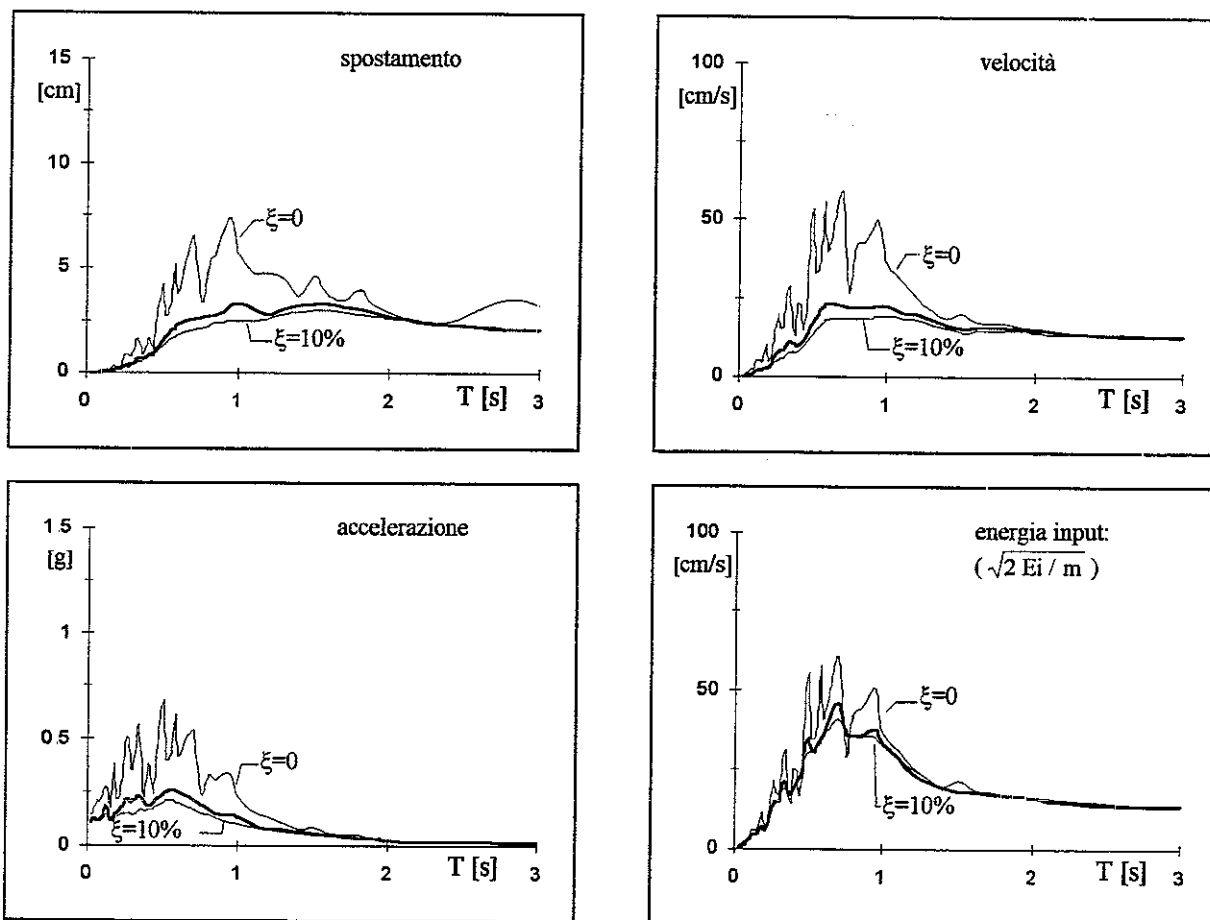 15
spostamento
[cm]
10
ξ=0
5
ξ=10%
0
0
1
T [s]
3
100
velocità
[cm/s]
50
ξ=0
ξ=10%
0
0
1
2
T [s]
3
1.5
accelerazione
[g]
1
0.5
ξ=0
ξ=10%
0
0
1
2
T [s]
3
100
energia input:
[cm/s]
( √2 Ei / m )
50
ξ=0
ξ=10%
0
0
1
2
T [s]
3